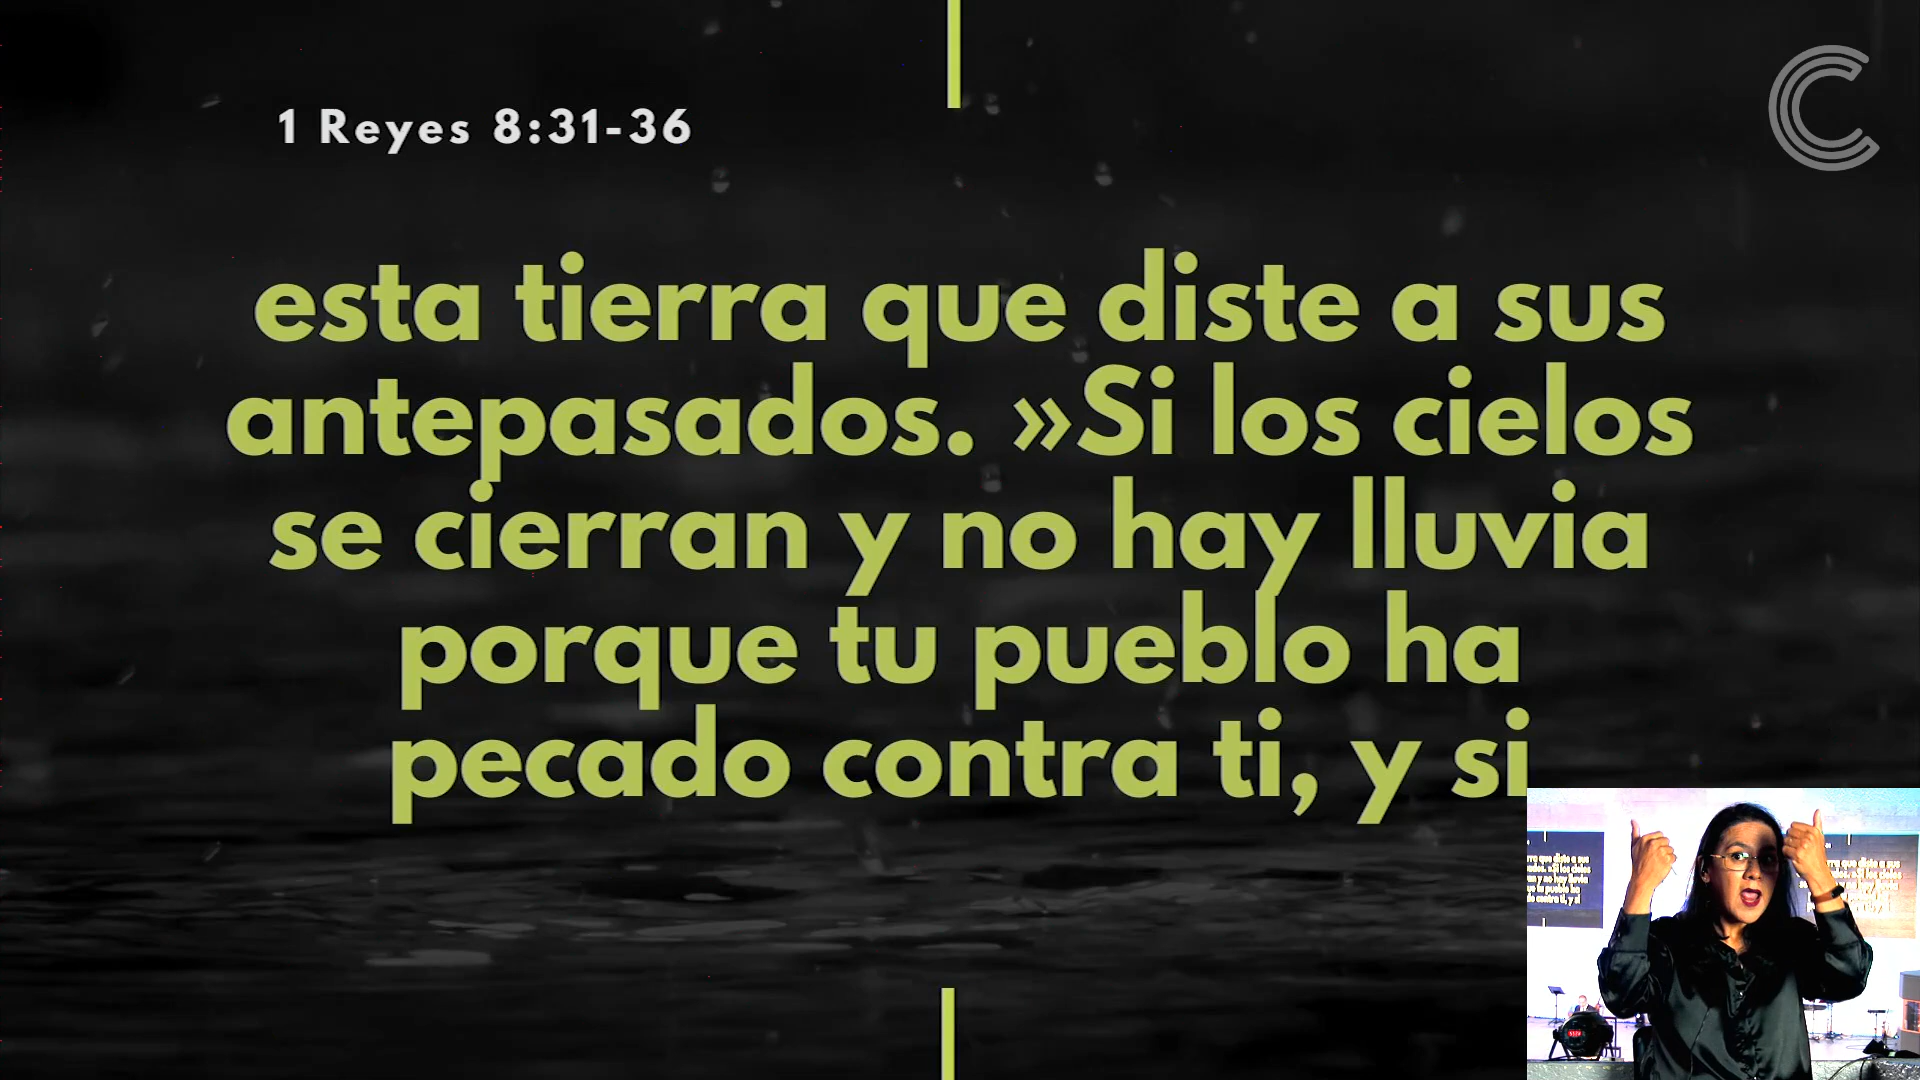 1 Reyes 8:31-36
esta tierra que diste a sus
antepasados. »Si los cielos
se cierran y no hay lluvia
porque tu pueblo ha
pecado contra ti, y si